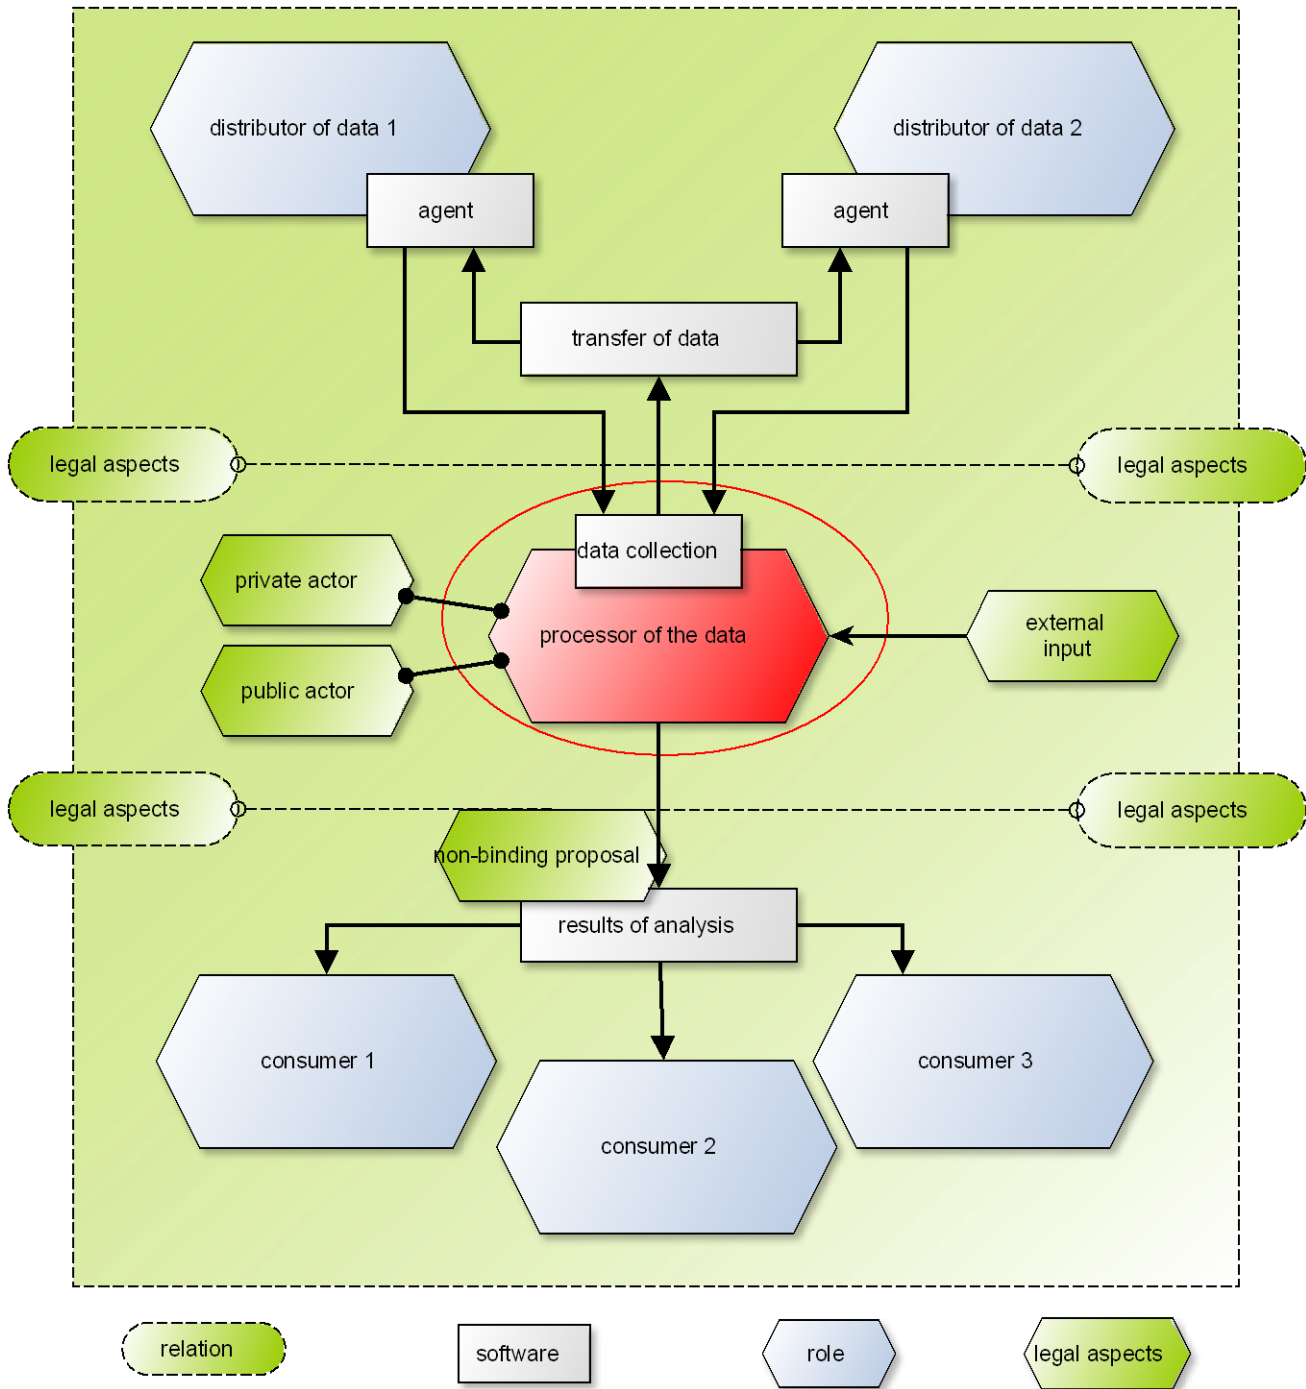 distributor of data 1
distributor of data 2
agent
agent
transfer of data
legal aspects
legal aspects
data collection
private actor
processor of the data
external
input
public actor
legal aspects
legal aspects
non-binding proposal
results of analysis
consumer 1
consumer 3
consumer 2
relation
software
role
legal aspects